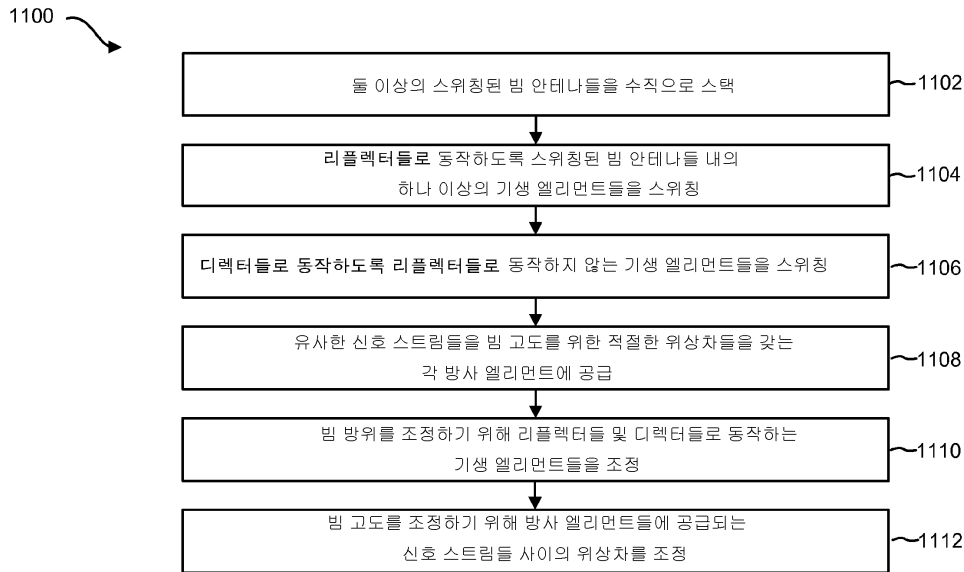 1100
둘 이상의 스위칭된 빔 안테나들을 수직으로 스택
1102
리플렉터들로 동작하도록 스위칭된 빔 안테나들 내의
하나 이상의 기생 엘리먼트들을 스위칭
1104
디렉터들로 동작하도록 리플렉터들로 동작하지 않는 기생 엘리먼트들을 스위칭
1106
유사한 신호 스트림들을 빔 고도를 위한 적절한 위상차들을 갖는
각 방사 엘리먼트에 공급
1108
빔 방위를 조정하기 위해 리플렉터들 및 디렉터들로 동작하는
기생 엘리먼트들을 조정
1110
빔 고도를 조정하기 위해 방사 엘리먼트들에 공급되는
신호 스트림들 사이의 위상차를 조정
1112